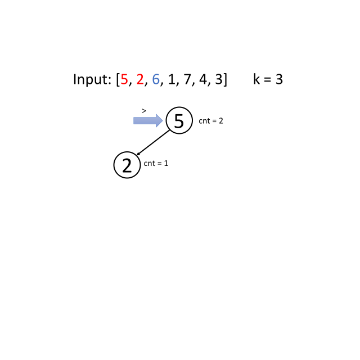 Input: [5, 2, 6, 1, 7, 4, 3] k = 3
>
5 cnt = 2
2 cnt = 1